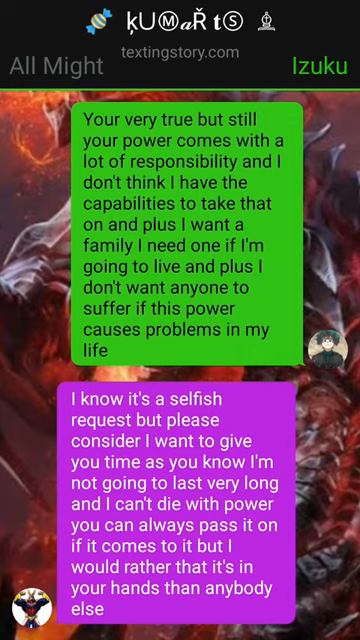 🍬 ķUⓂ𝒶Ř 𝐭Ⓢ ♗
textingstory.com
All Might Izuku
Your very true but still
your power comes with a
lot of responsibility and I
don't think I have the
capabilities to take that
on and plus I want a
family I need one if I'm
going to live and plus I
don't want anyone to
suffer if this power
causes problems in my
life
I know it's a selfish
request but please
consider I want to give
you time as you know I'm
not going to last very long
and I can't die with power
you can always pass it on
if it comes to it but I
would rather that it's in
your hands than anybody
else